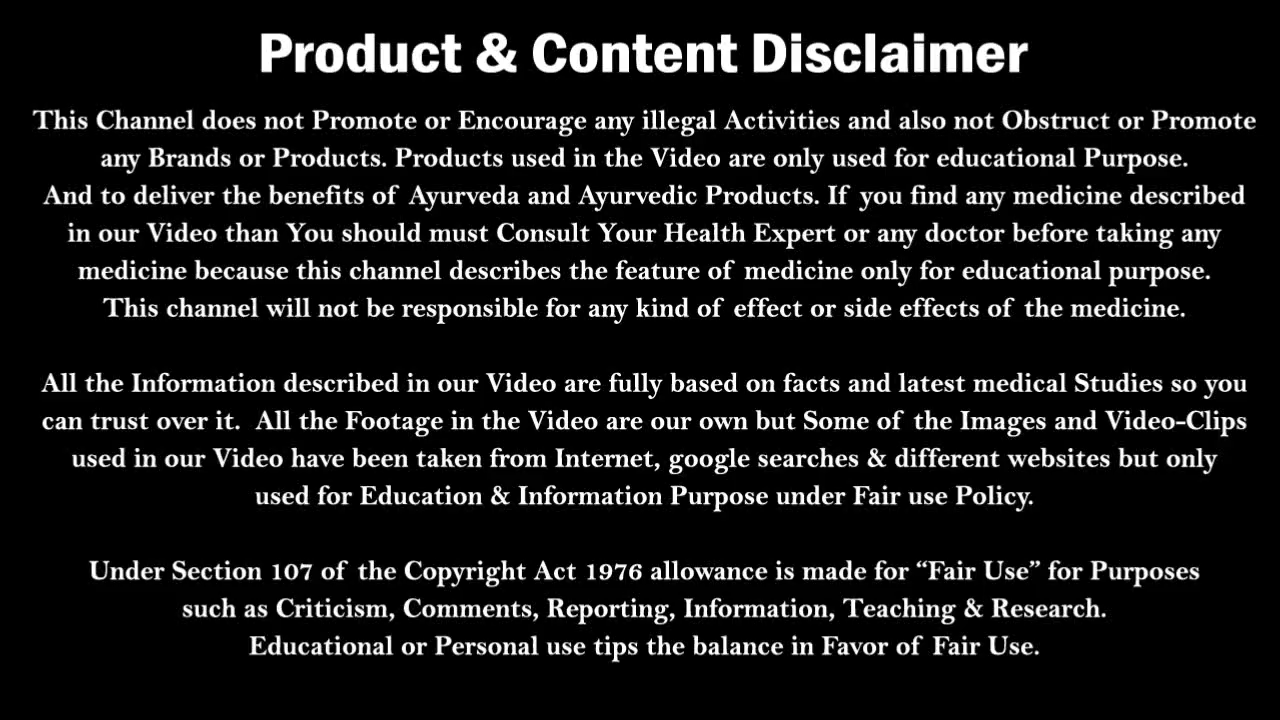 Product & Content Disclaimer
This Channel does not Promote or Encourage any illegal Activities and also not Obstruct or Promote
any Brands or Products. Products used in the Video are only used for educational Purpose.
And to deliver the benefits of Ayurveda and Ayurvedic Products. If you find any medicine described
in our Video than You should must Consult Your Health Expert or any doctor before taking any
medicine because this channel describes the feature of medicine only for educational purpose.
This channel will not be responsible for any kind of effect or side effects of the medicine.
All the Information described in our Video are fully based on facts and latest medical Studies so you
can trust over it. All the Footage in the Video are our own but Some of the Images and Video-Clips
used in our Video have been taken from Internet, google searches & different websites but only
used for Education & Information Purpose under Fair use Policy.
Under Section 107 of the Copyright Act 1976 allowance is made for “Fair Use” for Purposes
such as Criticism, Comments, Reporting, Information, Teaching & Research.
Educational or Personal use tips the balance in Favor of Fair Use.